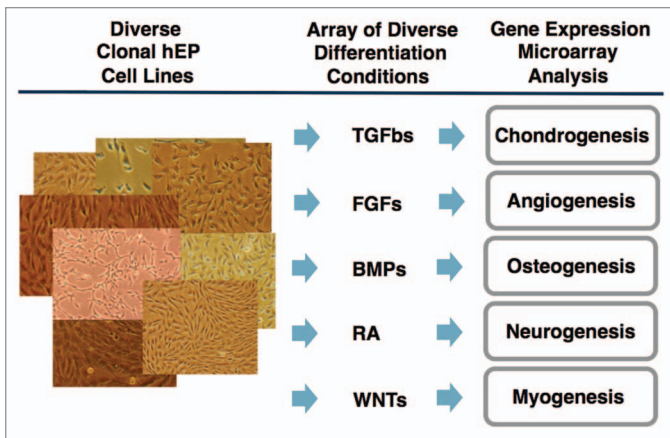 Diverse
Clonal hEP
Cell Lines
Array of Diverse
Differentiation
Conditions
Gene Expression
Microarray
Analysis
TGFbs
Chondrogenesis
FGFs
Angiogenesis
BMPs
Osteogenesis
RA
Neurogenesis
WNTs
Myogenesis